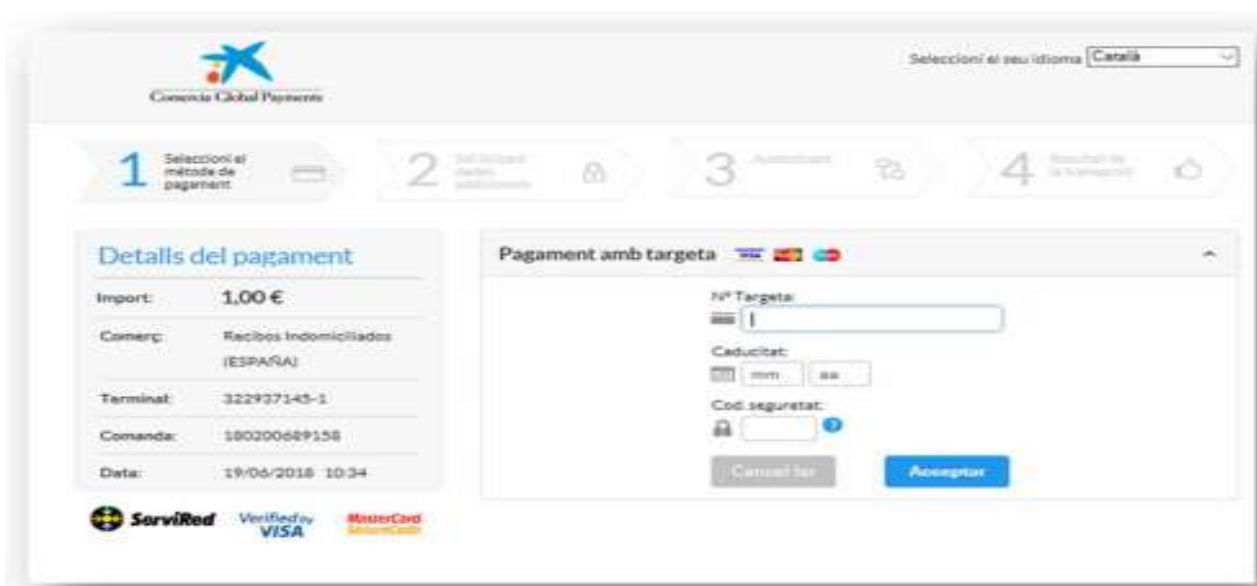 Comercia Global Payments
Seleccioni el seu idioma Català
1 Seleccioni el
mètode de
pagament
2
3
4
Detalls del pagament
Import: 1,00 €
Comerç: Recibos Indomiciliados
(ESPAÑA)
Terminal: 322937145-1
Comanda: 180200689158
Data: 19/06/2018 10:34
ServiRed
Verified by
VISA
MasterCard
SecureCode
Pagament amb targeta
Nº Targeta:
Caducitat:
mm aa
Cod. seguretat:
?
Cancel·lar Acceptar